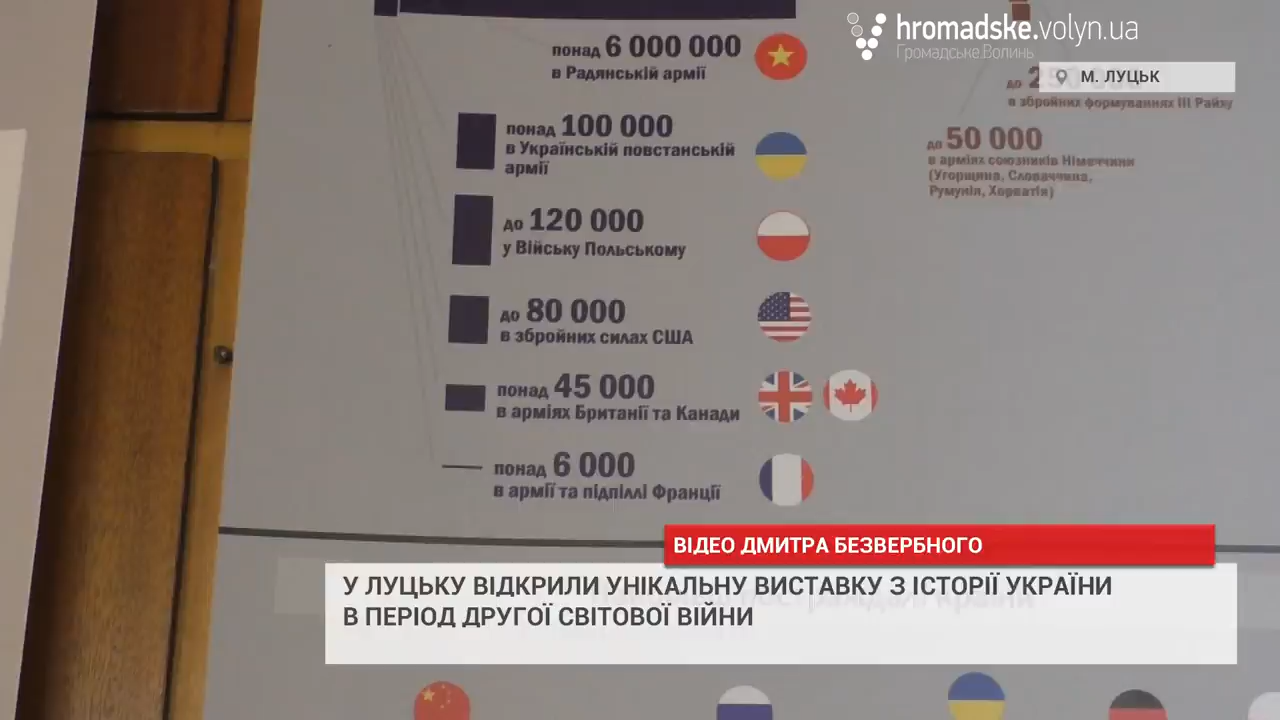 hromadske.volyn.ua
Громадське.Волинь
М. ЛУЦЬК
понад 6 000 000
в Радянській армії
до 250 000
в збройних формуваннях ІІІ Райху
понад 100 000
в Українській повстанській
армії
до 50 000
в арміях союзників Німеччини
(Угорщина, Словаччина,
Румунія, Хорватія)
до 120 000
у Війську Польському
до 80 000
в збройних силах США
понад 45 000
в арміях Британії та Канади
понад 6 000
в армії та підпіллі Франції
ВІДЕО ДМИТРА БЕЗВЕРБНОГО
У ЛУЦЬКУ ВІДКРИЛИ УНІКАЛЬНУ ВИСТАВКУ З ІСТОРІЇ УКРАЇНИ
В ПЕРІОД ДРУГОЇ СВІТОВОЇ ВІЙНИ